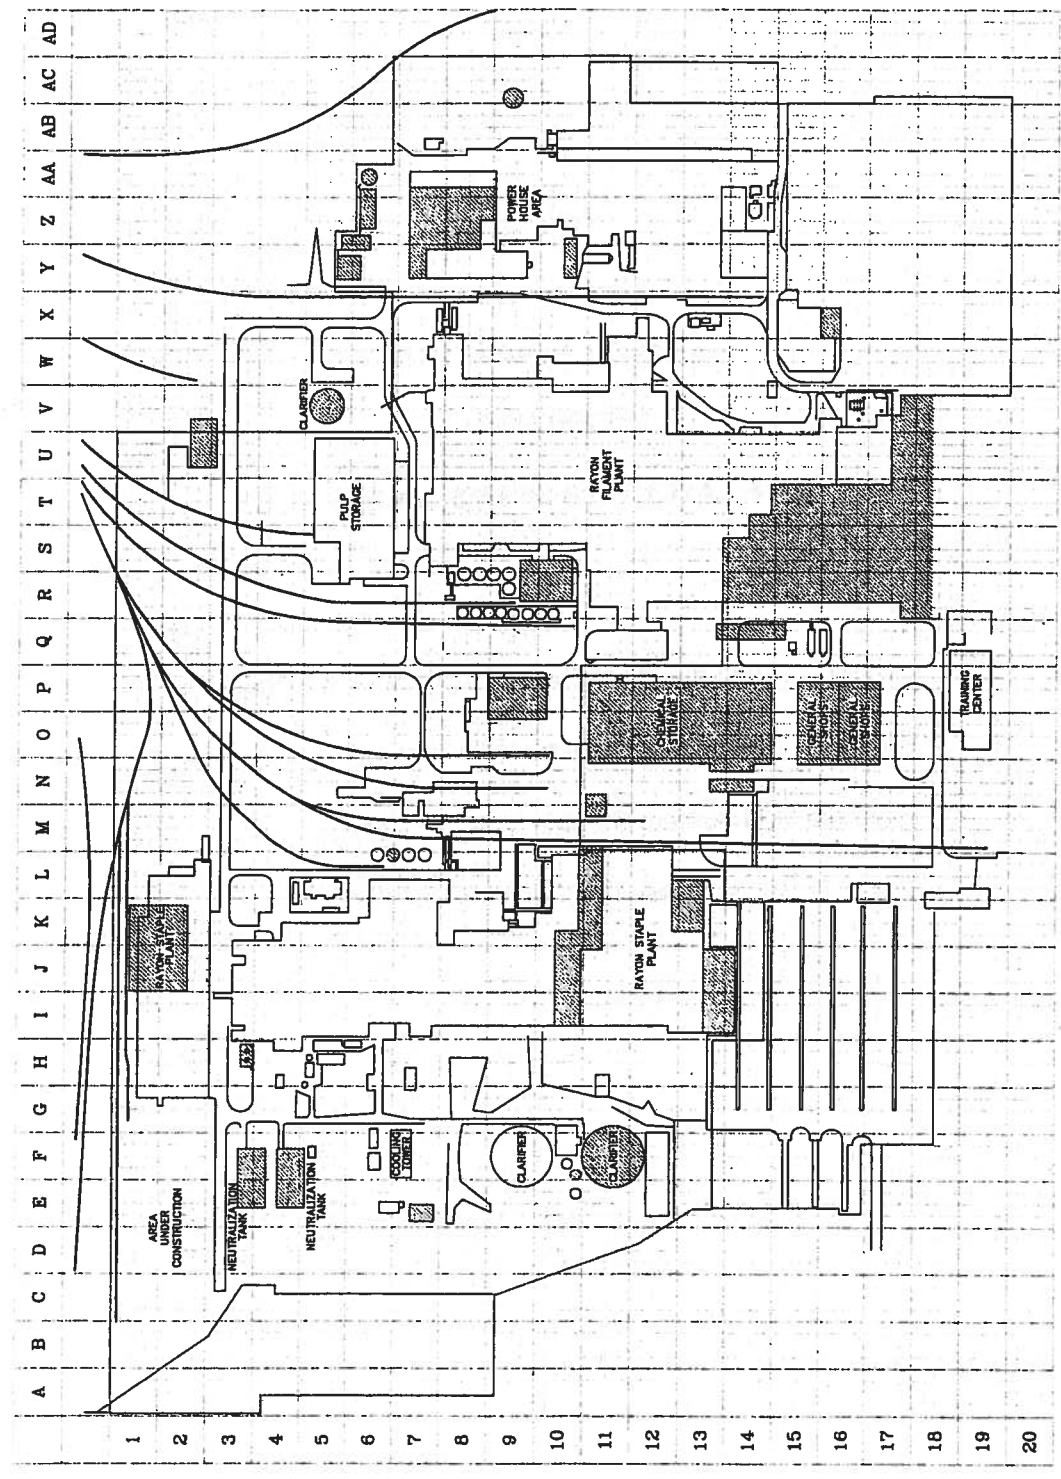 A B C D E F G H I J K L M N O P Q R S T U V W X Y Z AA AB AC AD
1
2
3
4
5
6
7
8
9
10
11
12
13
14
15
16
17
18
19
20
AREA
UNDER
CONSTRUCTION
RAYON STAPLE
PLANT
NEUTRALIZATION
TANK
NEUTRALIZATION
TANK
COOLING
TOWER
CLARIFIER
CLARIFIER
RAYON STAPLE
PLANT
PULP
STORAGE
CLARIFIER
CHEMICAL
STORAGE
GENERAL
SHOPS
GENERAL
SHOPS
TRAINING
CENTER
RAYON
FILAMENT
PLANT
POWER
HOUSE
AREA